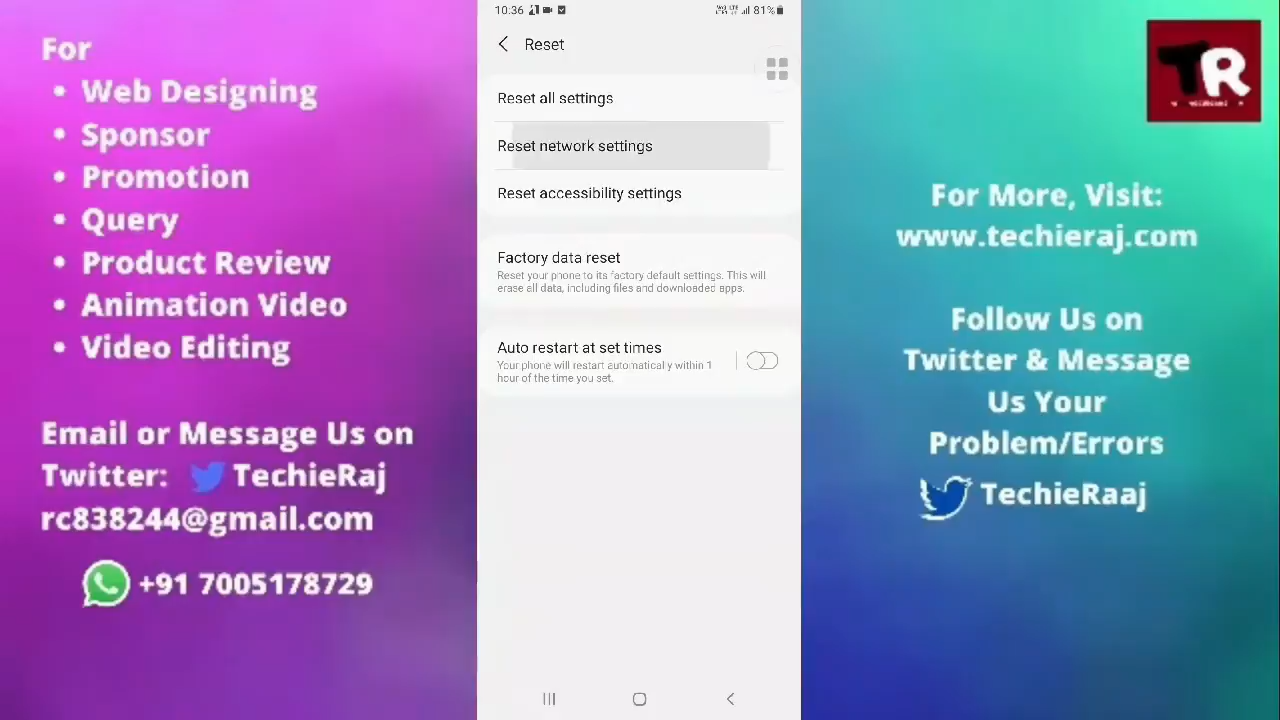 For
• Web Designing
• Sponsor
• Promotion
• Query
• Product Review
• Animation Video
• Video Editing
Email or Message Us on
Twitter: TechieRaj
rc838244@gmail.com
+91 7005178729
10:36 81%
Reset
Reset all settings
Reset network settings
Reset accessibility settings
Factory data reset
Reset your phone to its factory default settings. This will
erase all data, including files and downloaded apps.
Auto restart at set times
Your phone will restart automatically within 1
hour of the time you set.
TR
For More, Visit:
www.techieraj.com
Follow Us on
Twitter & Message
Us Your
Problem/Errors
TechieRaaj